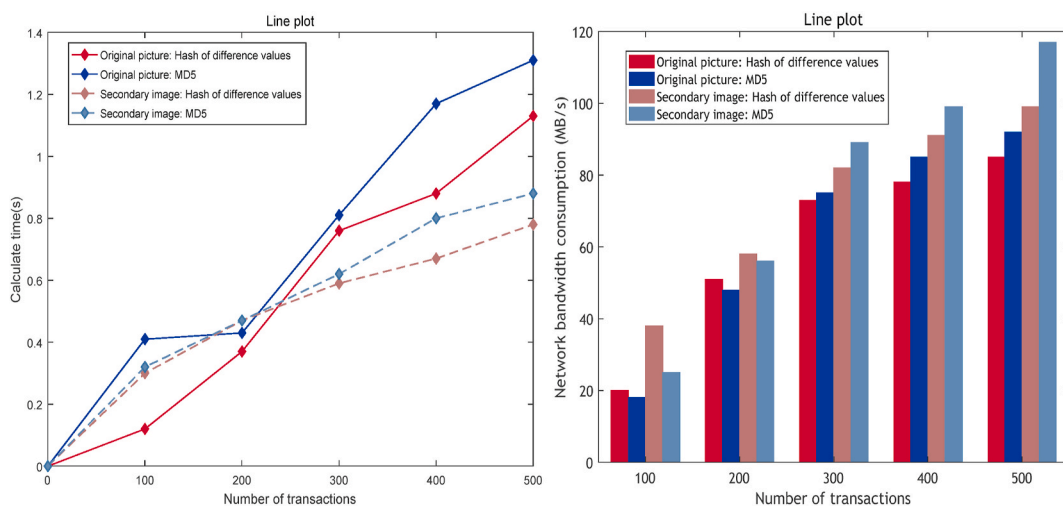 Line plot
Original picture: Hash of difference values
Original picture: MD5
Secondary image: Hash of difference values
Secondary image: MD5
Calculate time(s)
1.4
1.2
1
0.8
0.6
0.4
0.2
0
0 100 200 300 400 500
Number of transactions
Line plot
Original picture: Hash of difference values
Original picture: MD5
Secondary image: Hash of difference values
Secondary image: MD5
Network bandwidth consumption (MB/s)
120
100
80
60
40
20
0
100 200 300 400 500
Number of transactions